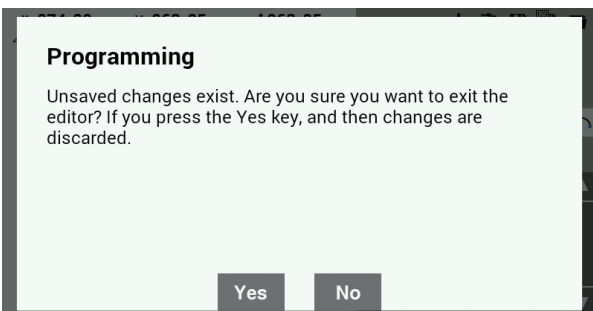 Programming
Unsaved changes exist. Are you sure you want to exit the
editor? If you press the Yes key, and then changes are
discarded.
Yes
No